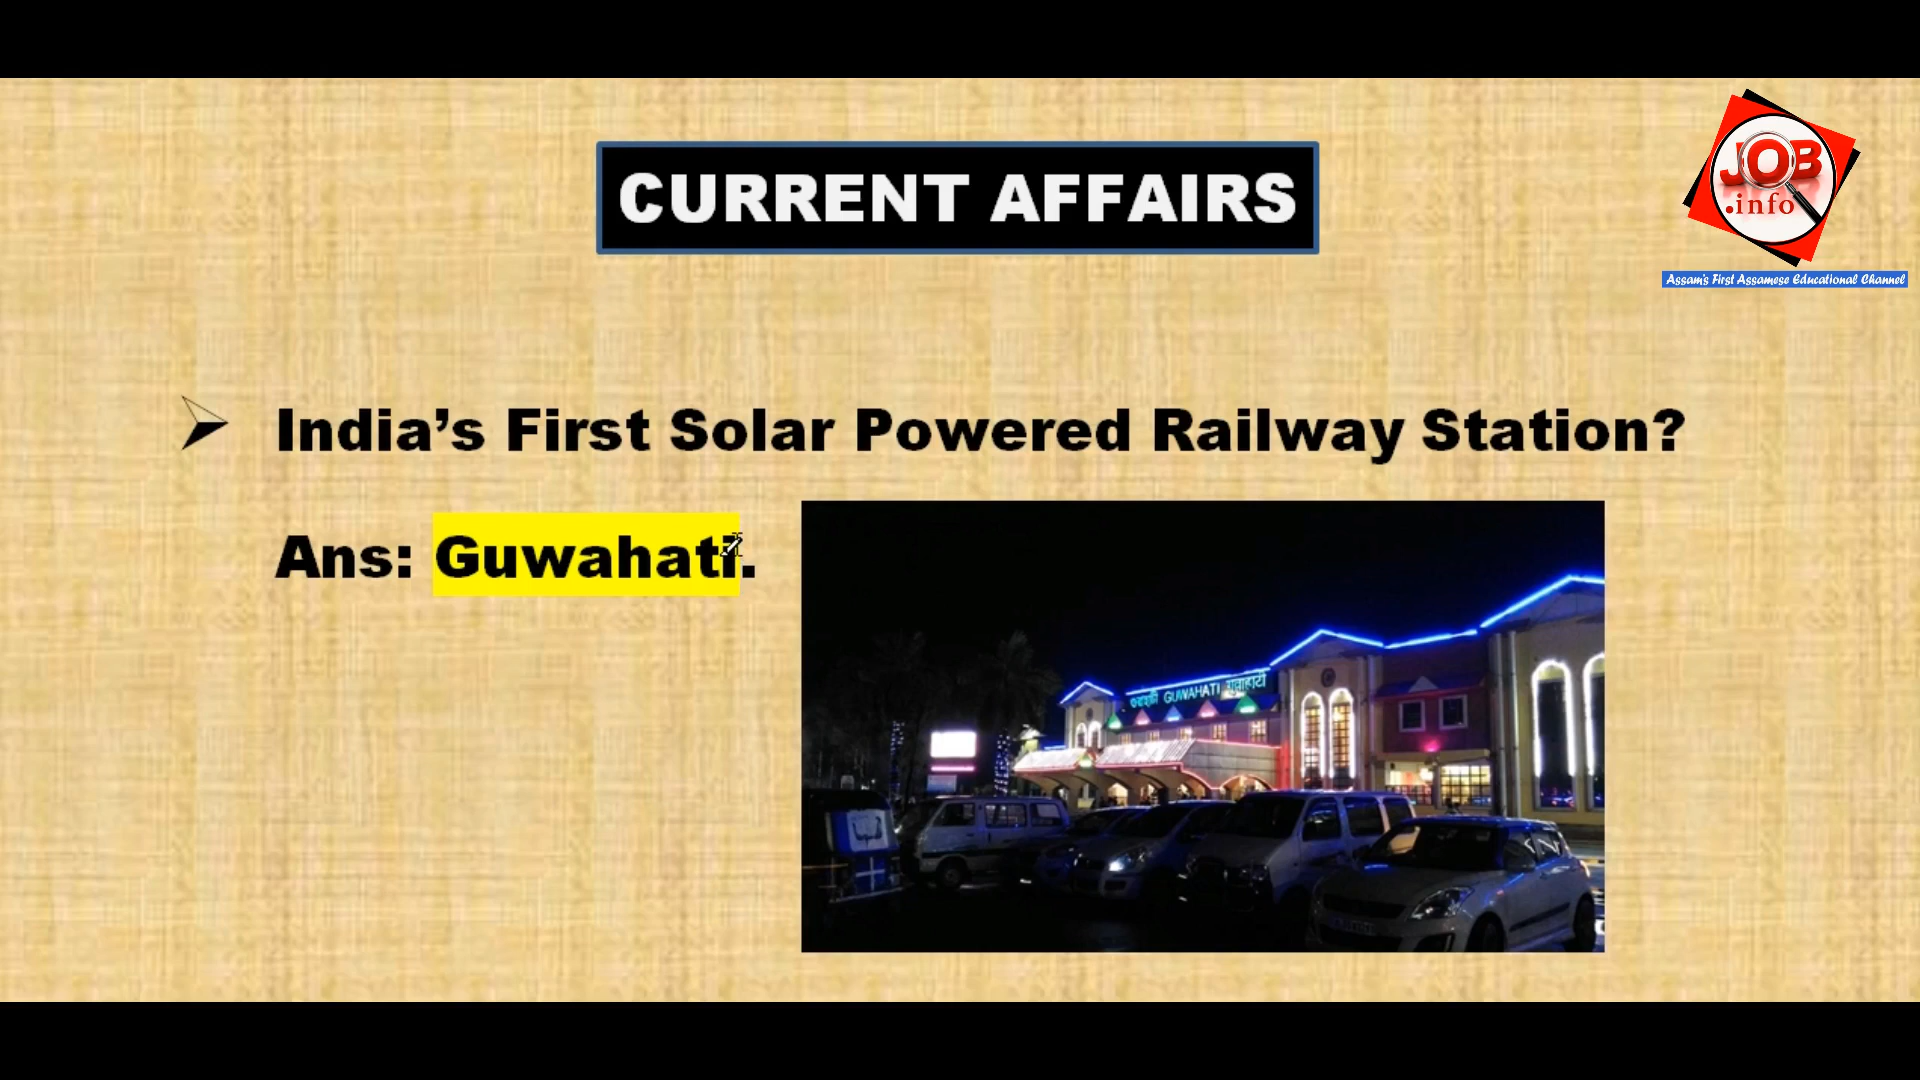 CURRENT AFFAIRS
JOB
.info
Assam's First Assamese Educational Channel
India’s First Solar Powered Railway Station?
Ans: Guwahati.
গুৱাহাটী GUWAHATI गुवाहाटी